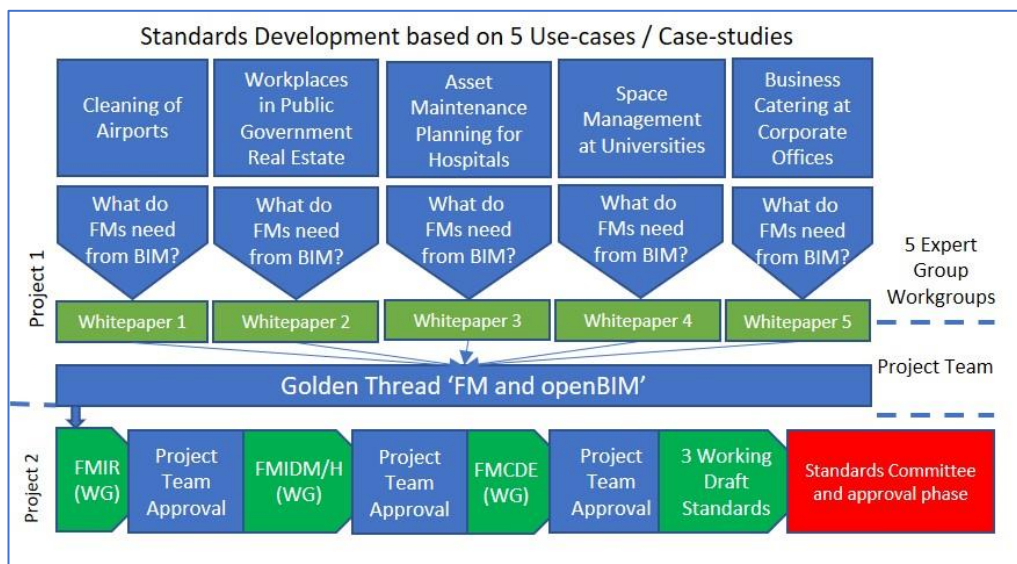 Standards Development based on 5 Use-cases / Case-studies
Cleaning of
Airports
Workplaces
in Public
Government
Real Estate
Asset
Maintenance
Planning for
Hospitals
Space
Management
at Universities
Business
Catering at
Corporate
Offices
What do
FMs need
from BIM?
What do
FMs need
from BIM?
What do
FMs need
from BIM?
What do
FMs need
from BIM?
What do
FMs need
from BIM?
Project 1
5 Expert
Group
Workgroups
Whitepaper 1
Whitepaper 2
Whitepaper 3
Whitepaper 4
Whitepaper 5
Project Team
Golden Thread ‘FM and openBIM’
Project 2
FMIR
(WG)
Project
Team
Approval
FMIDM/H
(WG)
Project
Team
Approval
FMCDE
(WG)
Project
Team
Approval
3 Working
Draft
Standards
Standards Committee
and approval phase